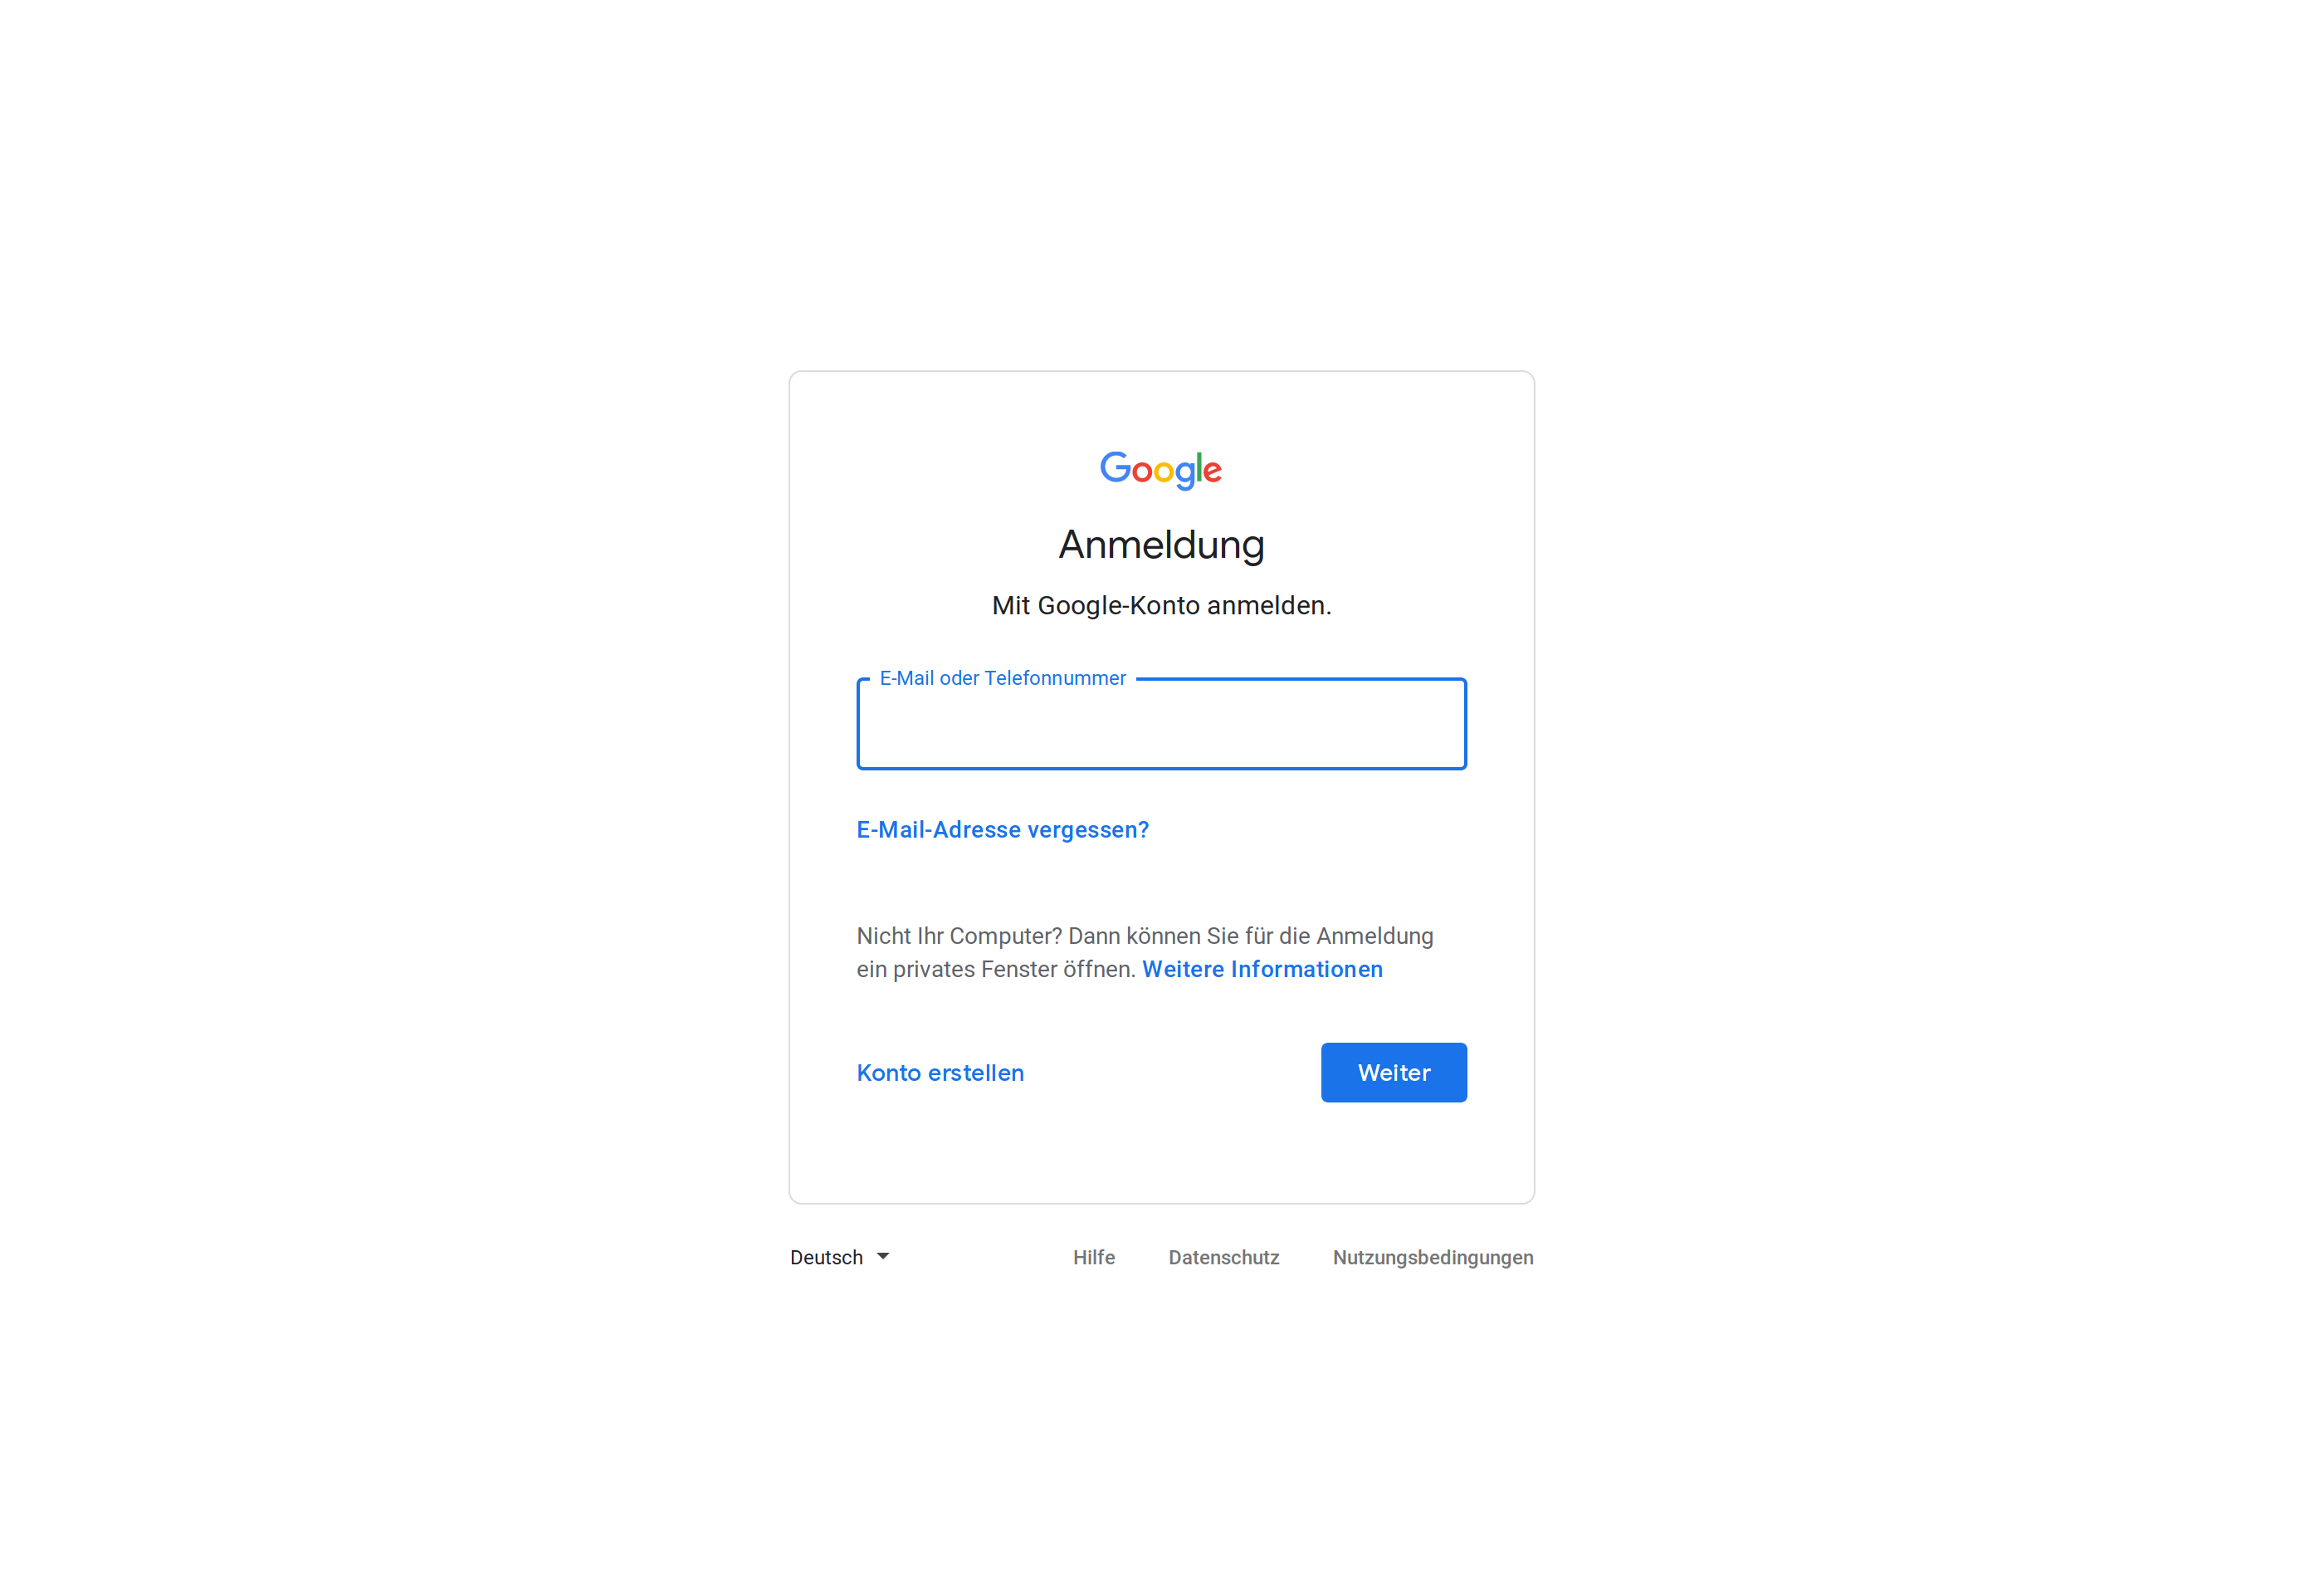 Google
Anmeldung
Mit Google-Konto anmelden.
E-Mail oder Telefonnummer
E-Mail-Adresse vergessen?
Nicht Ihr Computer? Dann können Sie für die Anmeldung
ein privates Fenster öffnen. Weitere Informationen
Konto erstellen
Weiter
Deutsch
Hilfe
Datenschutz
Nutzungsbedingungen